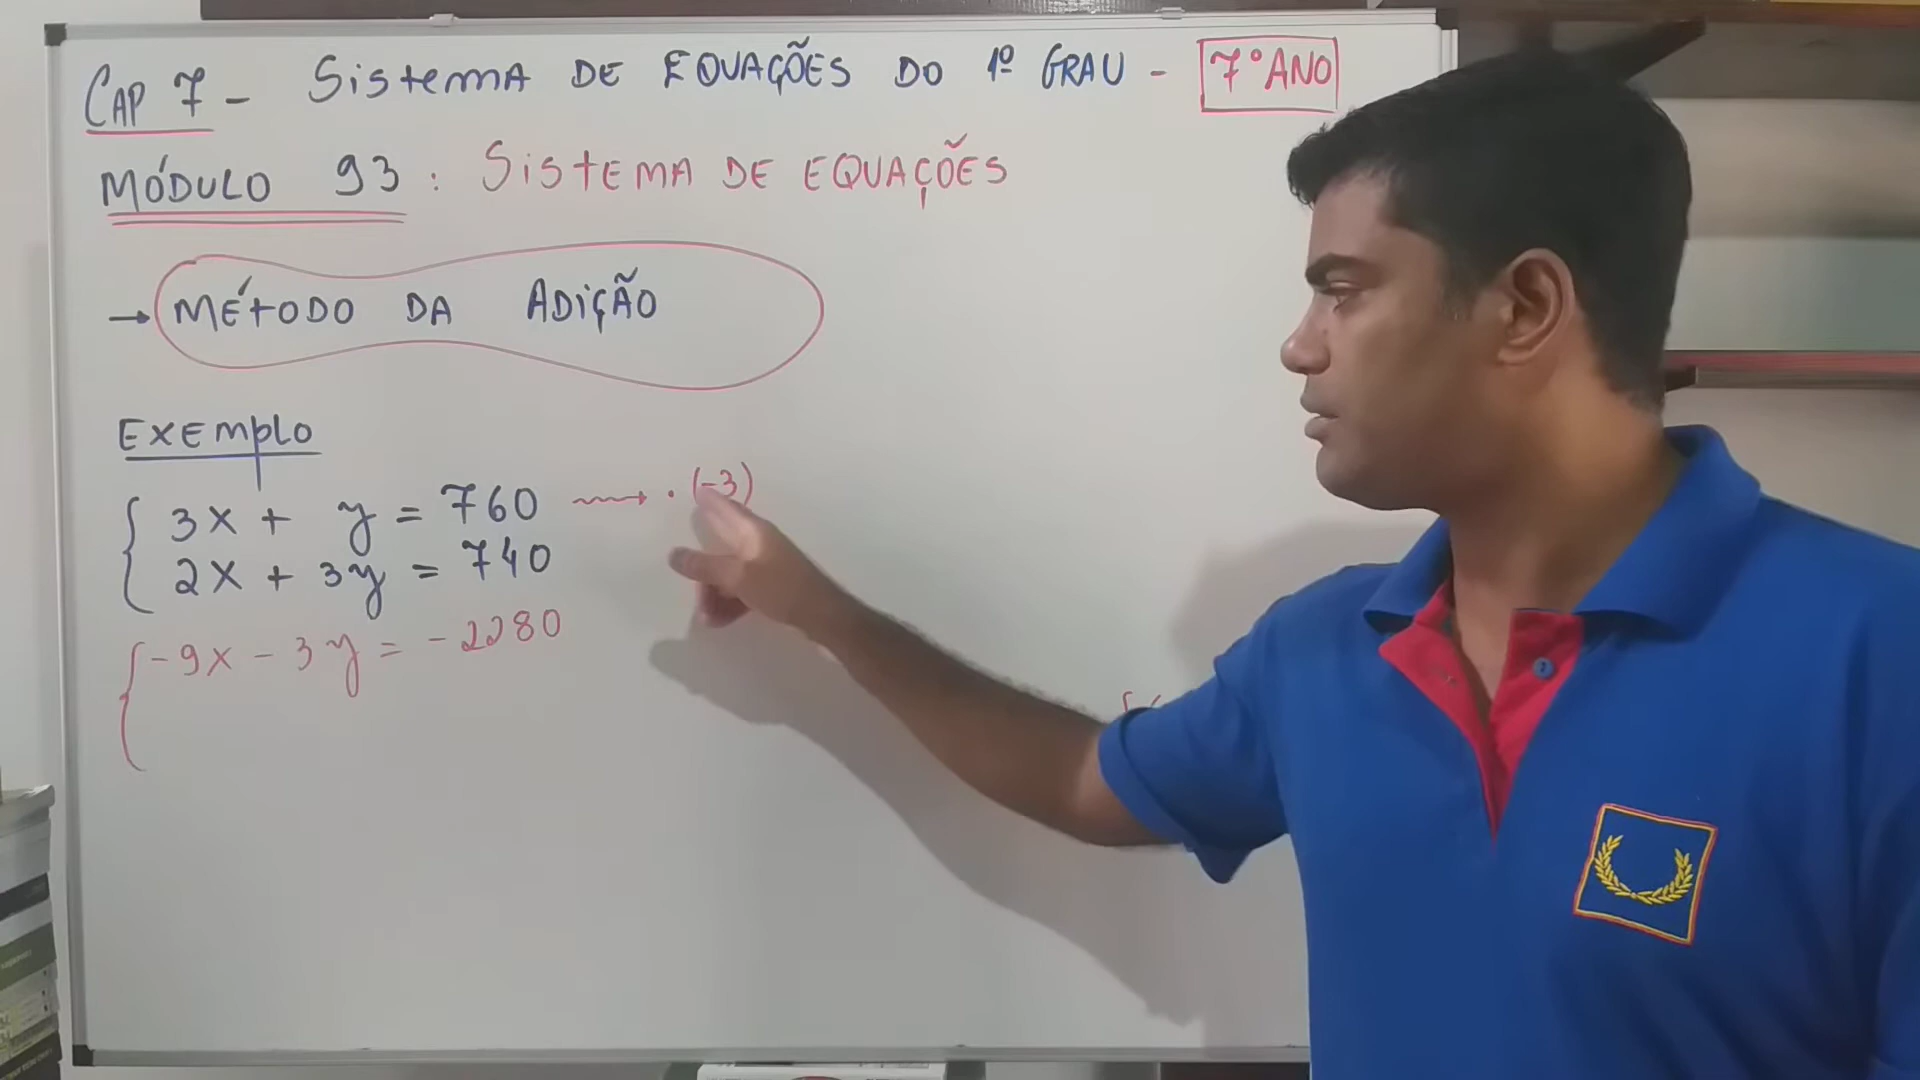 CAP 7 - SistemA DE EQUAÇÕES DO 1º GRAU - 7º ANO
MÓDULO 93 : SistEMA DE EQUAÇÕES
→ MÉtODO DA ADiÇÃO
EXEmplo
3x + y = 760 → · (-3)
2x + 3y = 740
-9x - 3y = -2280